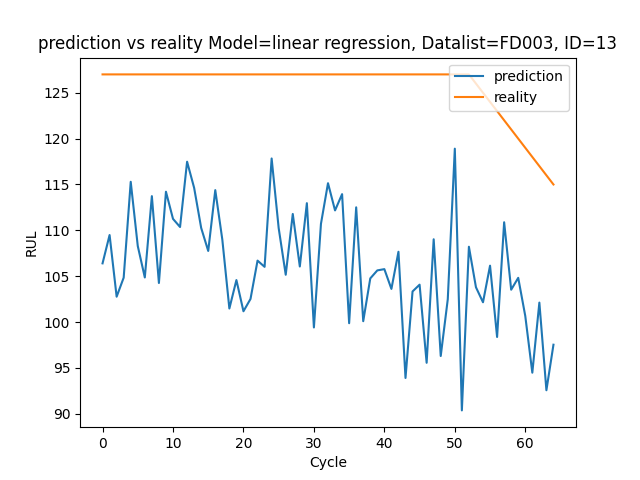 prediction vs reality Model=linear regression, Datalist=FD003, ID=13
prediction
reality
RUL
125
120
115
110
105
100
95
90
0 10 20 30 40 50 60
Cycle